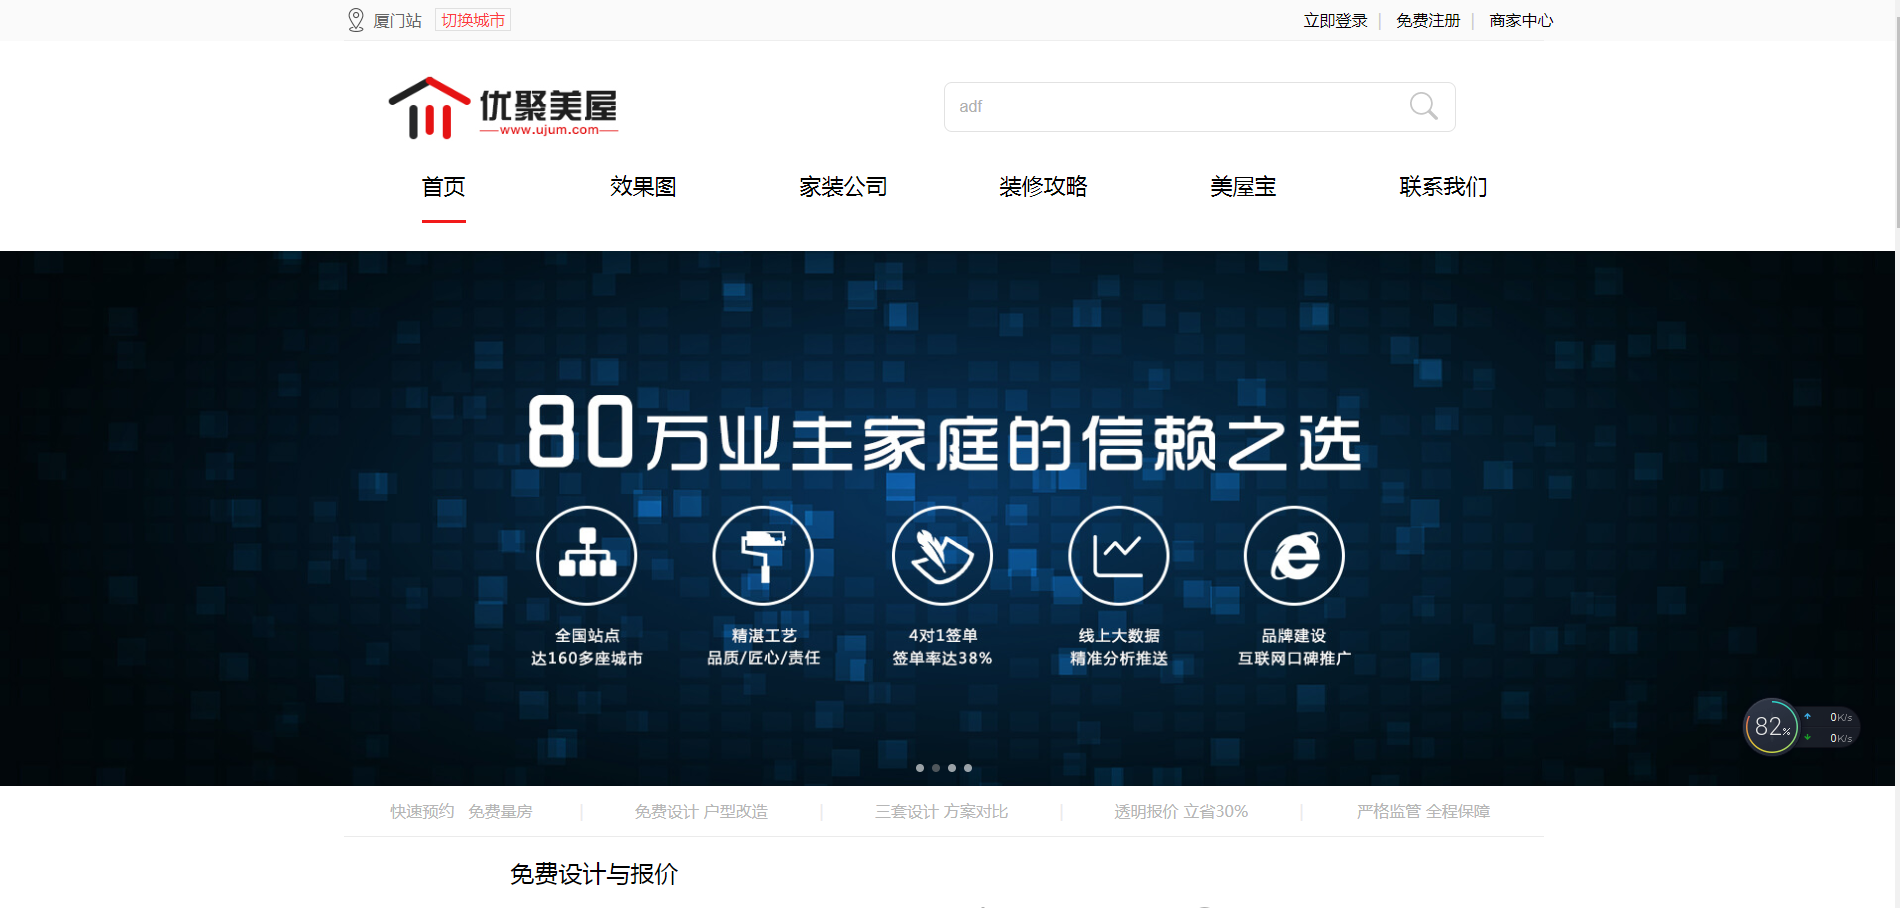 厦门站 切换城市 立即登录 | 免费注册 | 商家中心
优聚美屋
www.ujum.com
adf
首页 效果图 家装公司 装修攻略 美屋宝 联系我们
80万业主家庭的信赖之选
全国站点 精湛工艺 4对1签单 线上大数据 品牌建设
达160多座城市 品质/匠心/责任 签单率达38% 精准分析推送 互联网口碑推广
82% 0K/s
0K/s
快速预约 免费量房 | 免费设计 户型改造 | 三套设计 方案对比 | 透明报价 立省30% | 严格监管 全程保障
免费设计与报价